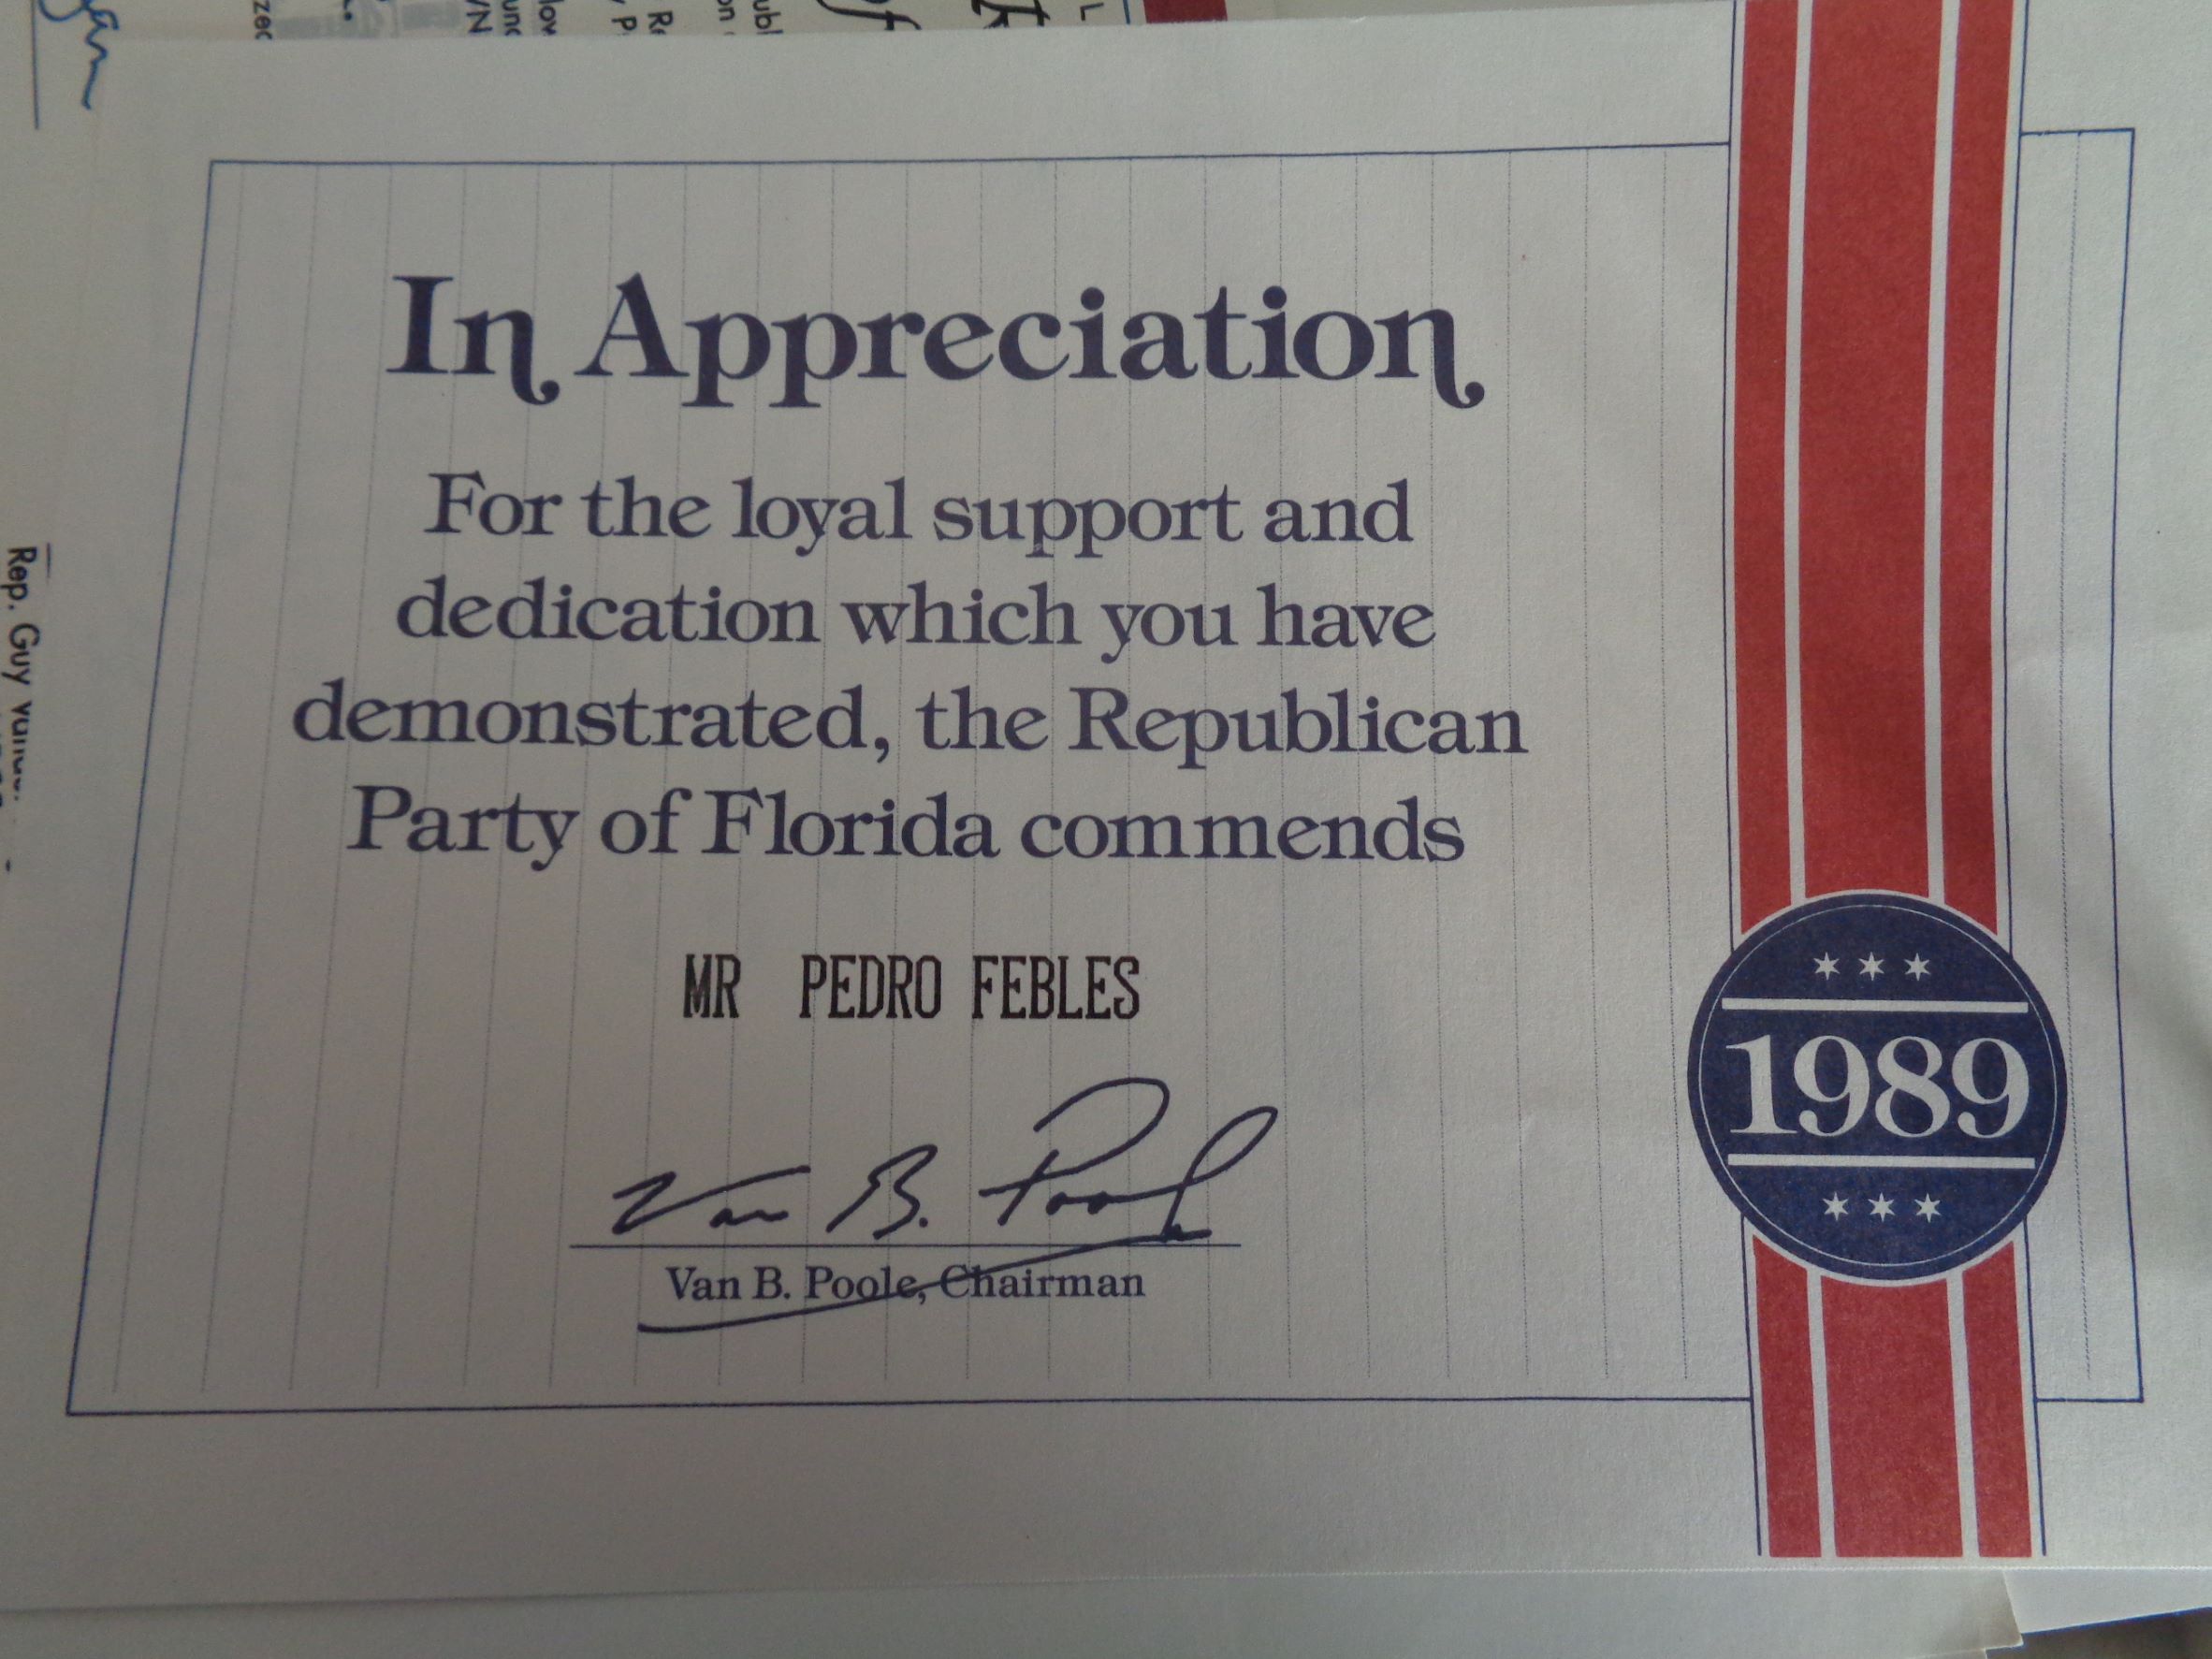 In Appreciation
For the loyal support and
dedication which you have
demonstrated, the Republican
Party of Florida commends
MR PEDRO FEBLES
Van B. Poole
Van B. Poole, Chairman
1989
Rep. Guy